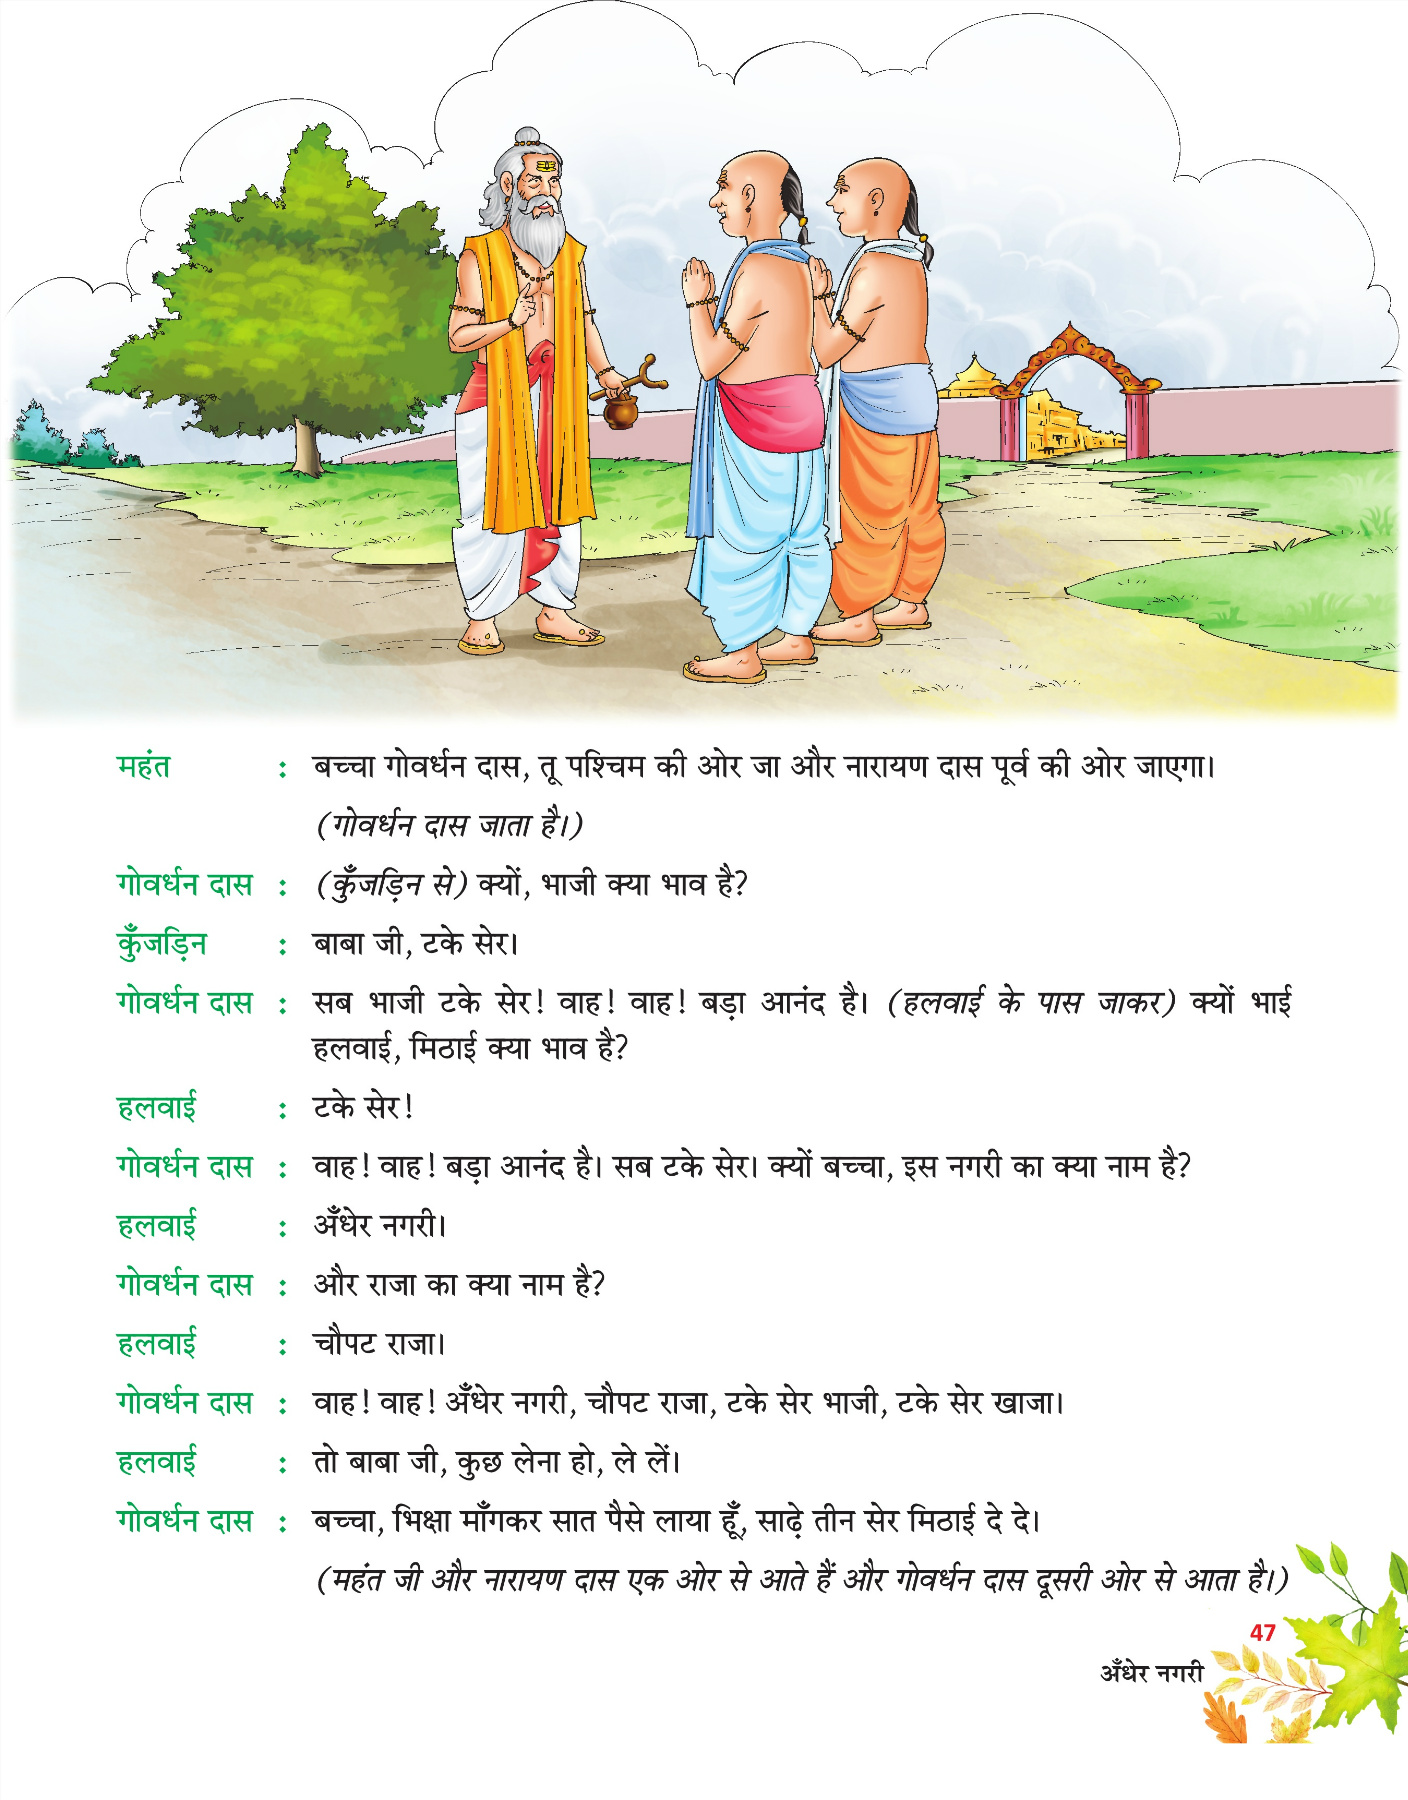 महंत : बच्चा गोवर्धन दास, तू पश्चिम की ओर जा और नारायण दास पूर्व की ओर जाएगा।
(गोवर्धन दास जाता है।)
गोवर्धन दास : (कुँजड़िन से) क्यों, भाजी क्या भाव है?
कुँजड़िन : बाबा जी, टके सेर।
गोवर्धन दास : सब भाजी टके सेर! वाह! वाह! बड़ा आनंद है। (हलवाई के पास जाकर) क्यों भाई
हलवाई, मिठाई क्या भाव है?
हलवाई : टके सेर!
गोवर्धन दास : वाह! वाह! बड़ा आनंद है। सब टके सेर। क्यों बच्चा, इस नगरी का क्या नाम है?
हलवाई : अँधेर नगरी।
गोवर्धन दास : और राजा का क्या नाम है?
हलवाई : चौपट राजा।
गोवर्धन दास : वाह! वाह! अँधेर नगरी, चौपट राजा, टके सेर भाजी, टके सेर खाजा।
हलवाई : तो बाबा जी, कुछ लेना हो, ले लें।
गोवर्धन दास : बच्चा, भिक्षा माँगकर सात पैसे लाया हूँ, साढ़े तीन सेर मिठाई दे दे।
(महंत जी और नारायण दास एक ओर से आते हैं और गोवर्धन दास दूसरी ओर से आता है।)
47
अँधेर नगरी